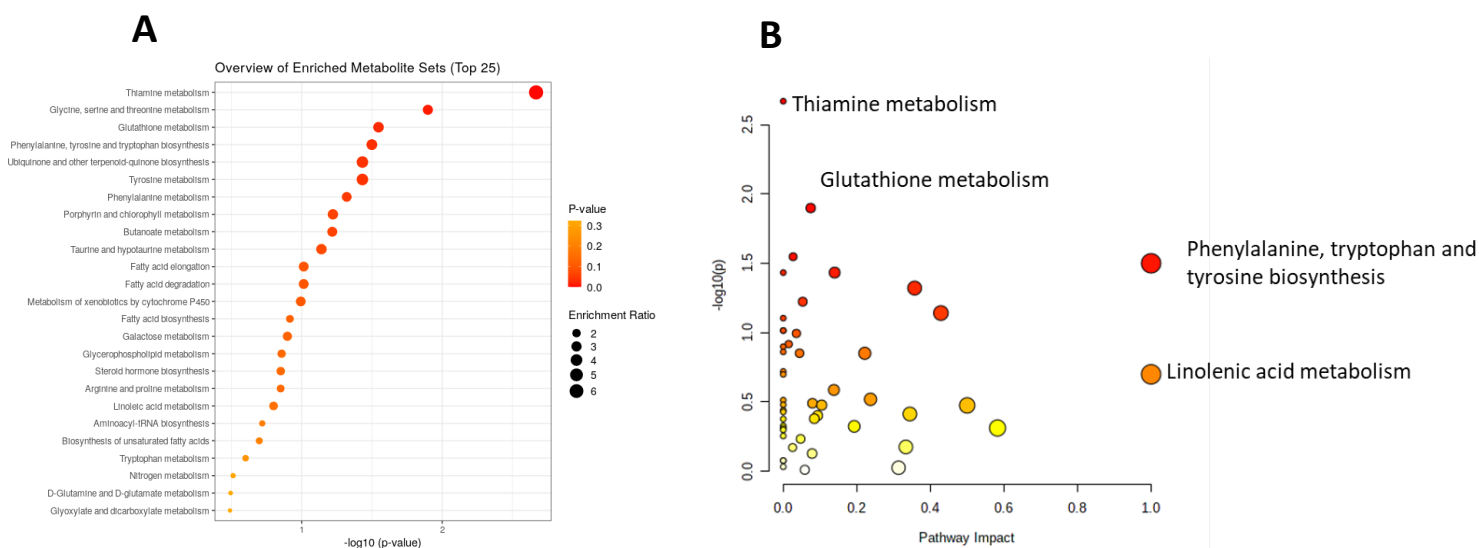 A
Overview of Enriched Metabolite Sets (Top 25)
Thiamine metabolism
Glycine, serine and threonine metabolism
Glutathione metabolism
Phenylalanine, tyrosine and tryptophan biosynthesis
Ubiquinone and other terpenoid-quinone biosynthesis
Tyrosine metabolism
Phenylalanine metabolism
Porphyrin and chlorophyll metabolism
Butanoate metabolism
Taurine and hypotaurine metabolism
Fatty acid elongation
Fatty acid degradation
Metabolism of xenobiotics by cytochrome P450
Fatty acid biosynthesis
Galactose metabolism
Glycerophospholipid metabolism
Steroid hormone biosynthesis
Arginine and proline metabolism
Linoleic acid metabolism
Aminoacyl-tRNA biosynthesis
Biosynthesis of unsaturated fatty acids
Tryptophan metabolism
Nitrogen metabolism
D-Glutamine and D-glutamate metabolism
Glyoxylate and dicarboxylate metabolism
1 2
-log10 (p-value)
P-value
0.3
0.2
0.1
0.0
Enrichment Ratio
2
3
4
5
6
B
Thiamine metabolism
Glutathione metabolism
Phenylalanine, tryptophan and
tyrosine biosynthesis
Linolenic acid metabolism
-log10(p)
2.5
2.0
1.5
1.0
0.5
0.0
0.0 0.2 0.4 0.6 0.8 1.0
Pathway Impact